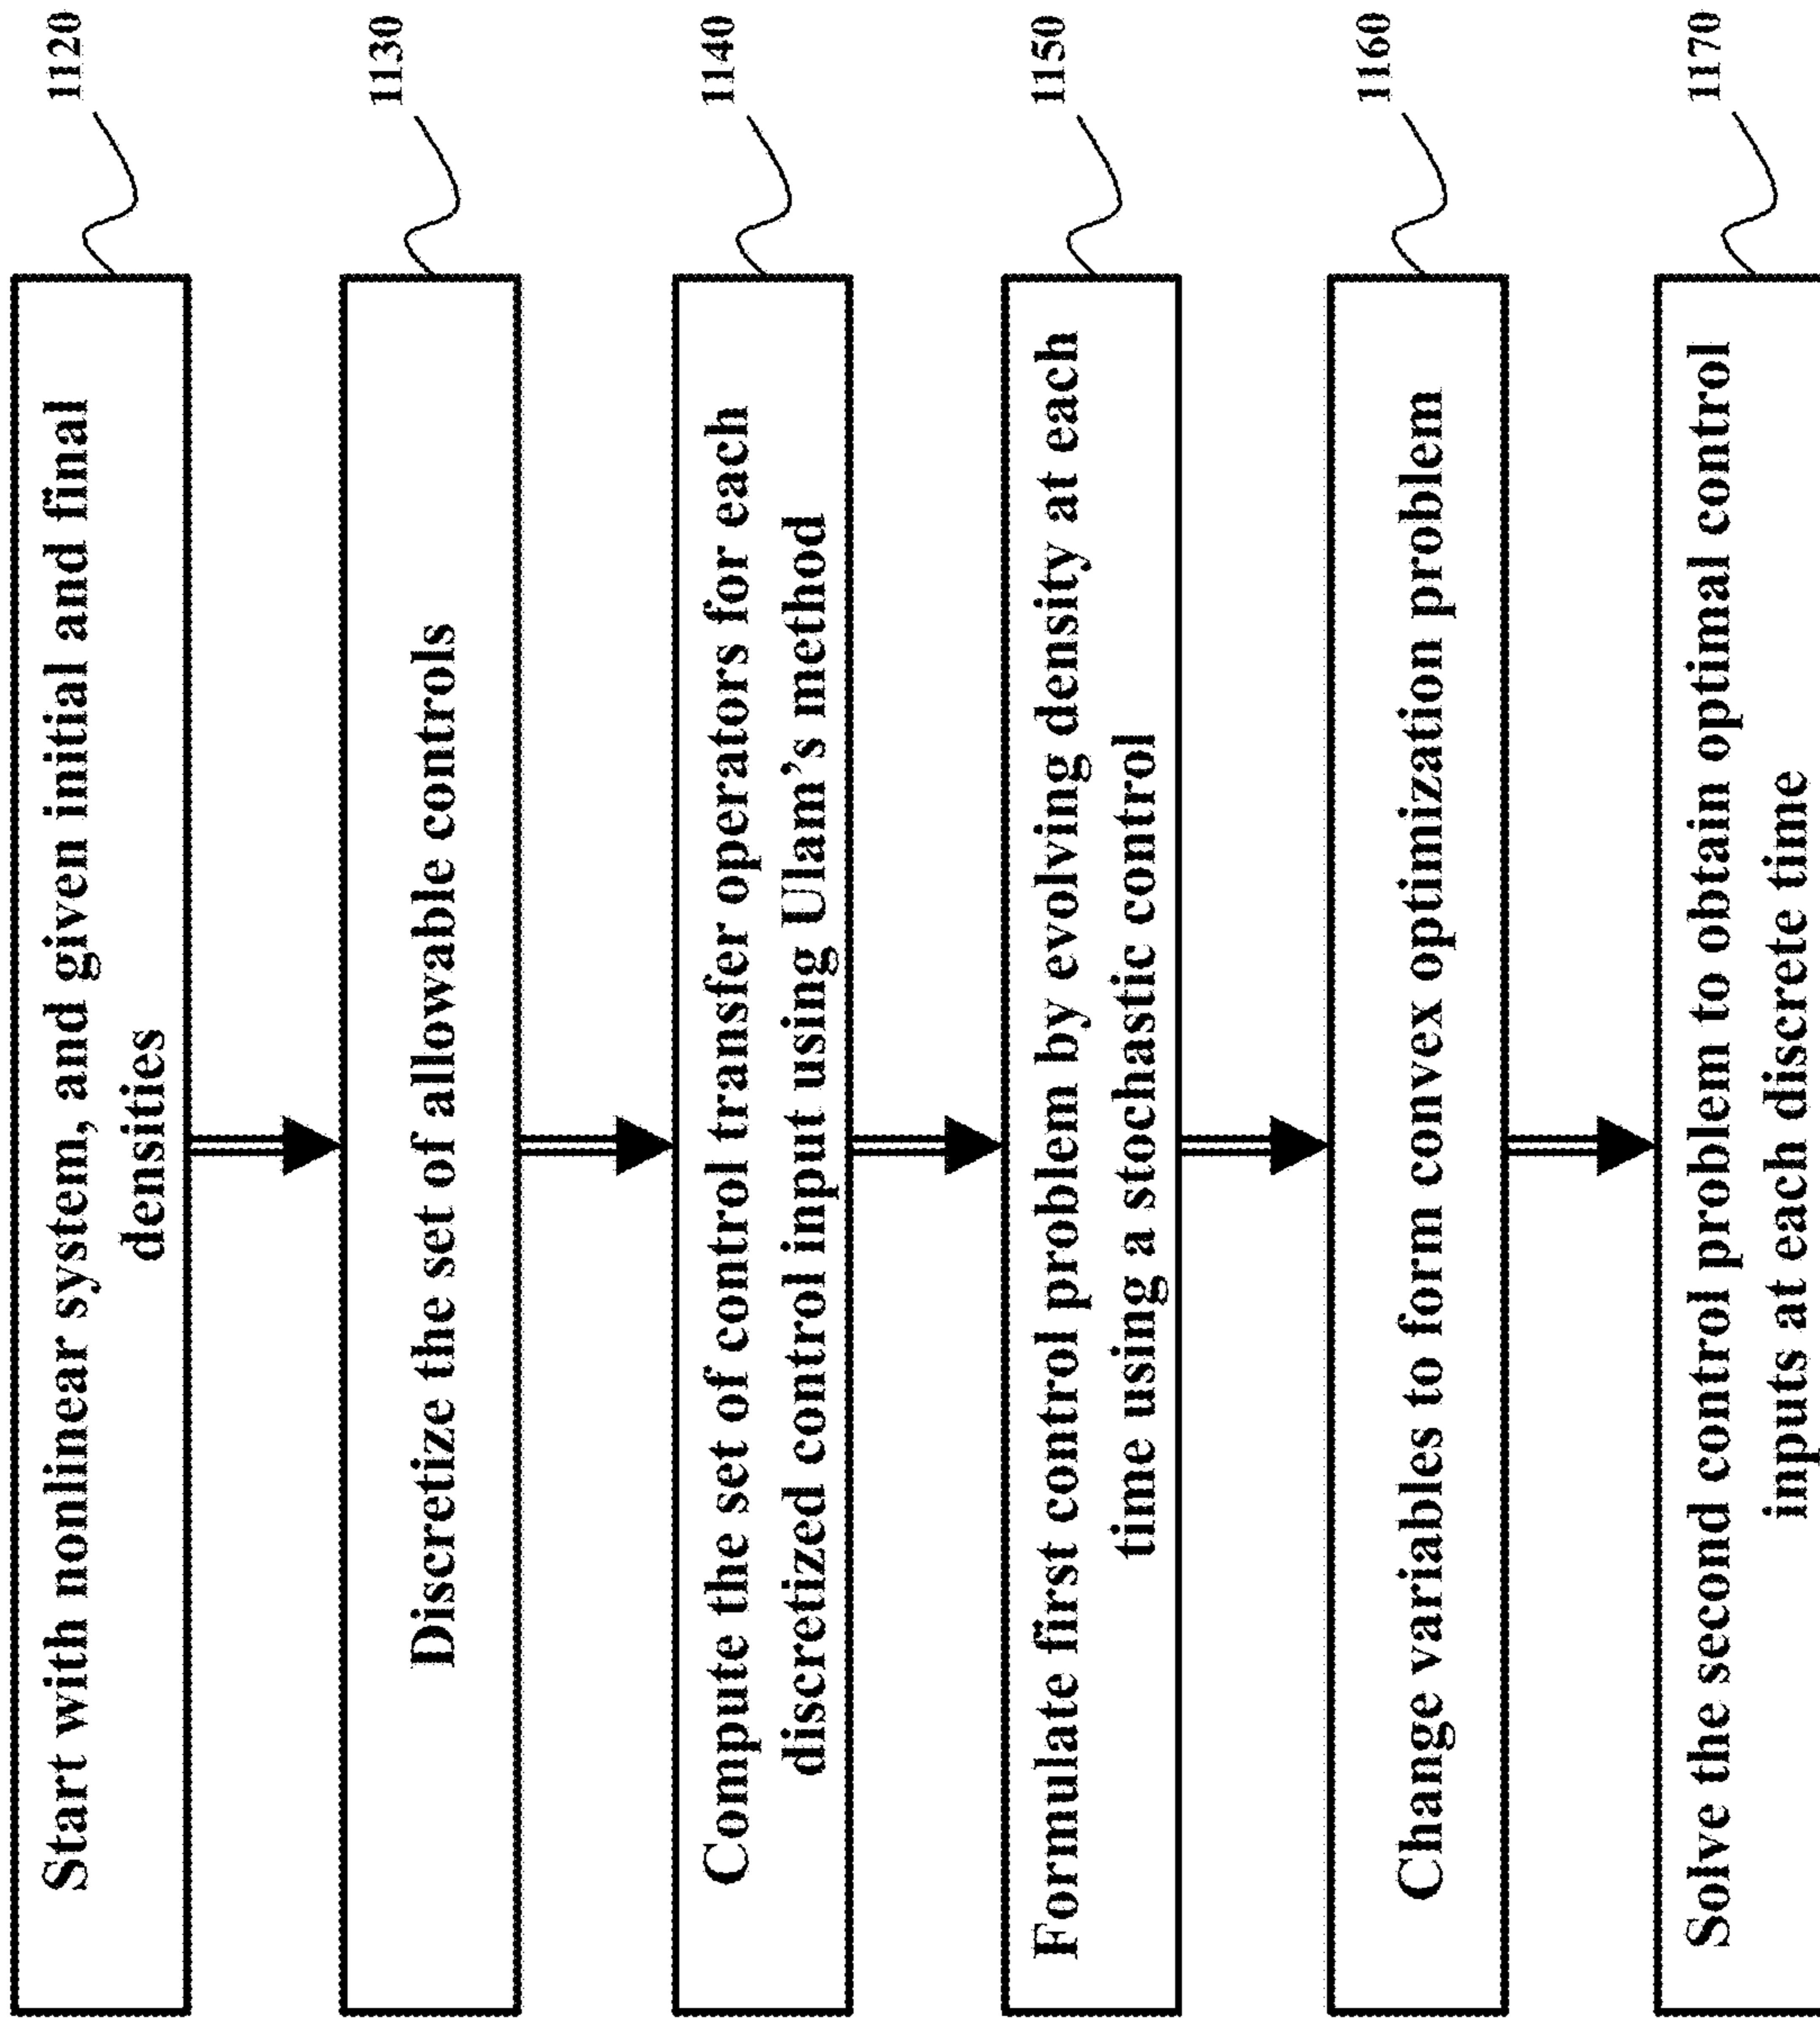 Start with nonlinear system, and given initial and final
densities
1120
Discretize the set of allowable controls
1130
Compute the set of control transfer operators for each
discretized control input using Ulam's method
1140
Formulate first control problem by evolving density at each
time using a stochastic control
1150
Change variables to form convex optimization problem
1160
Solve the second control problem to obtain optimal control
inputs at each discrete time
1170